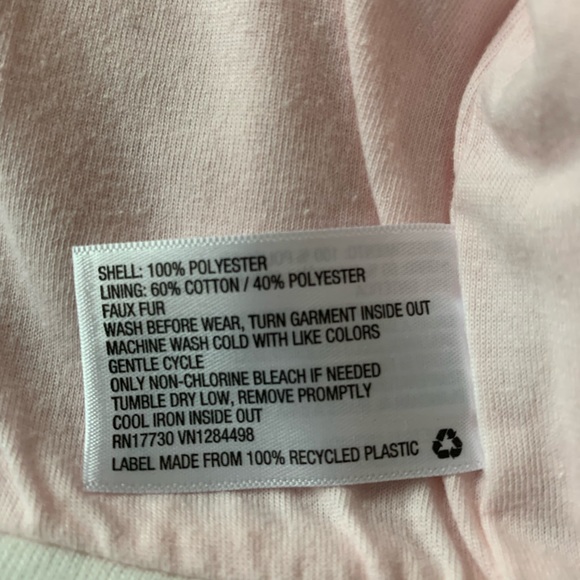 SHELL: 100% POLYESTER
LINING: 60% COTTON / 40% POLYESTER
FAUX FUR
WASH BEFORE WEAR, TURN GARMENT INSIDE OUT
MACHINE WASH COLD WITH LIKE COLORS
GENTLE CYCLE
ONLY NON-CHLORINE BLEACH IF NEEDED
TUMBLE DRY LOW, REMOVE PROMPTLY
COOL IRON INSIDE OUT
RN17730 VN1284498
LABEL MADE FROM 100% RECYCLED PLASTIC